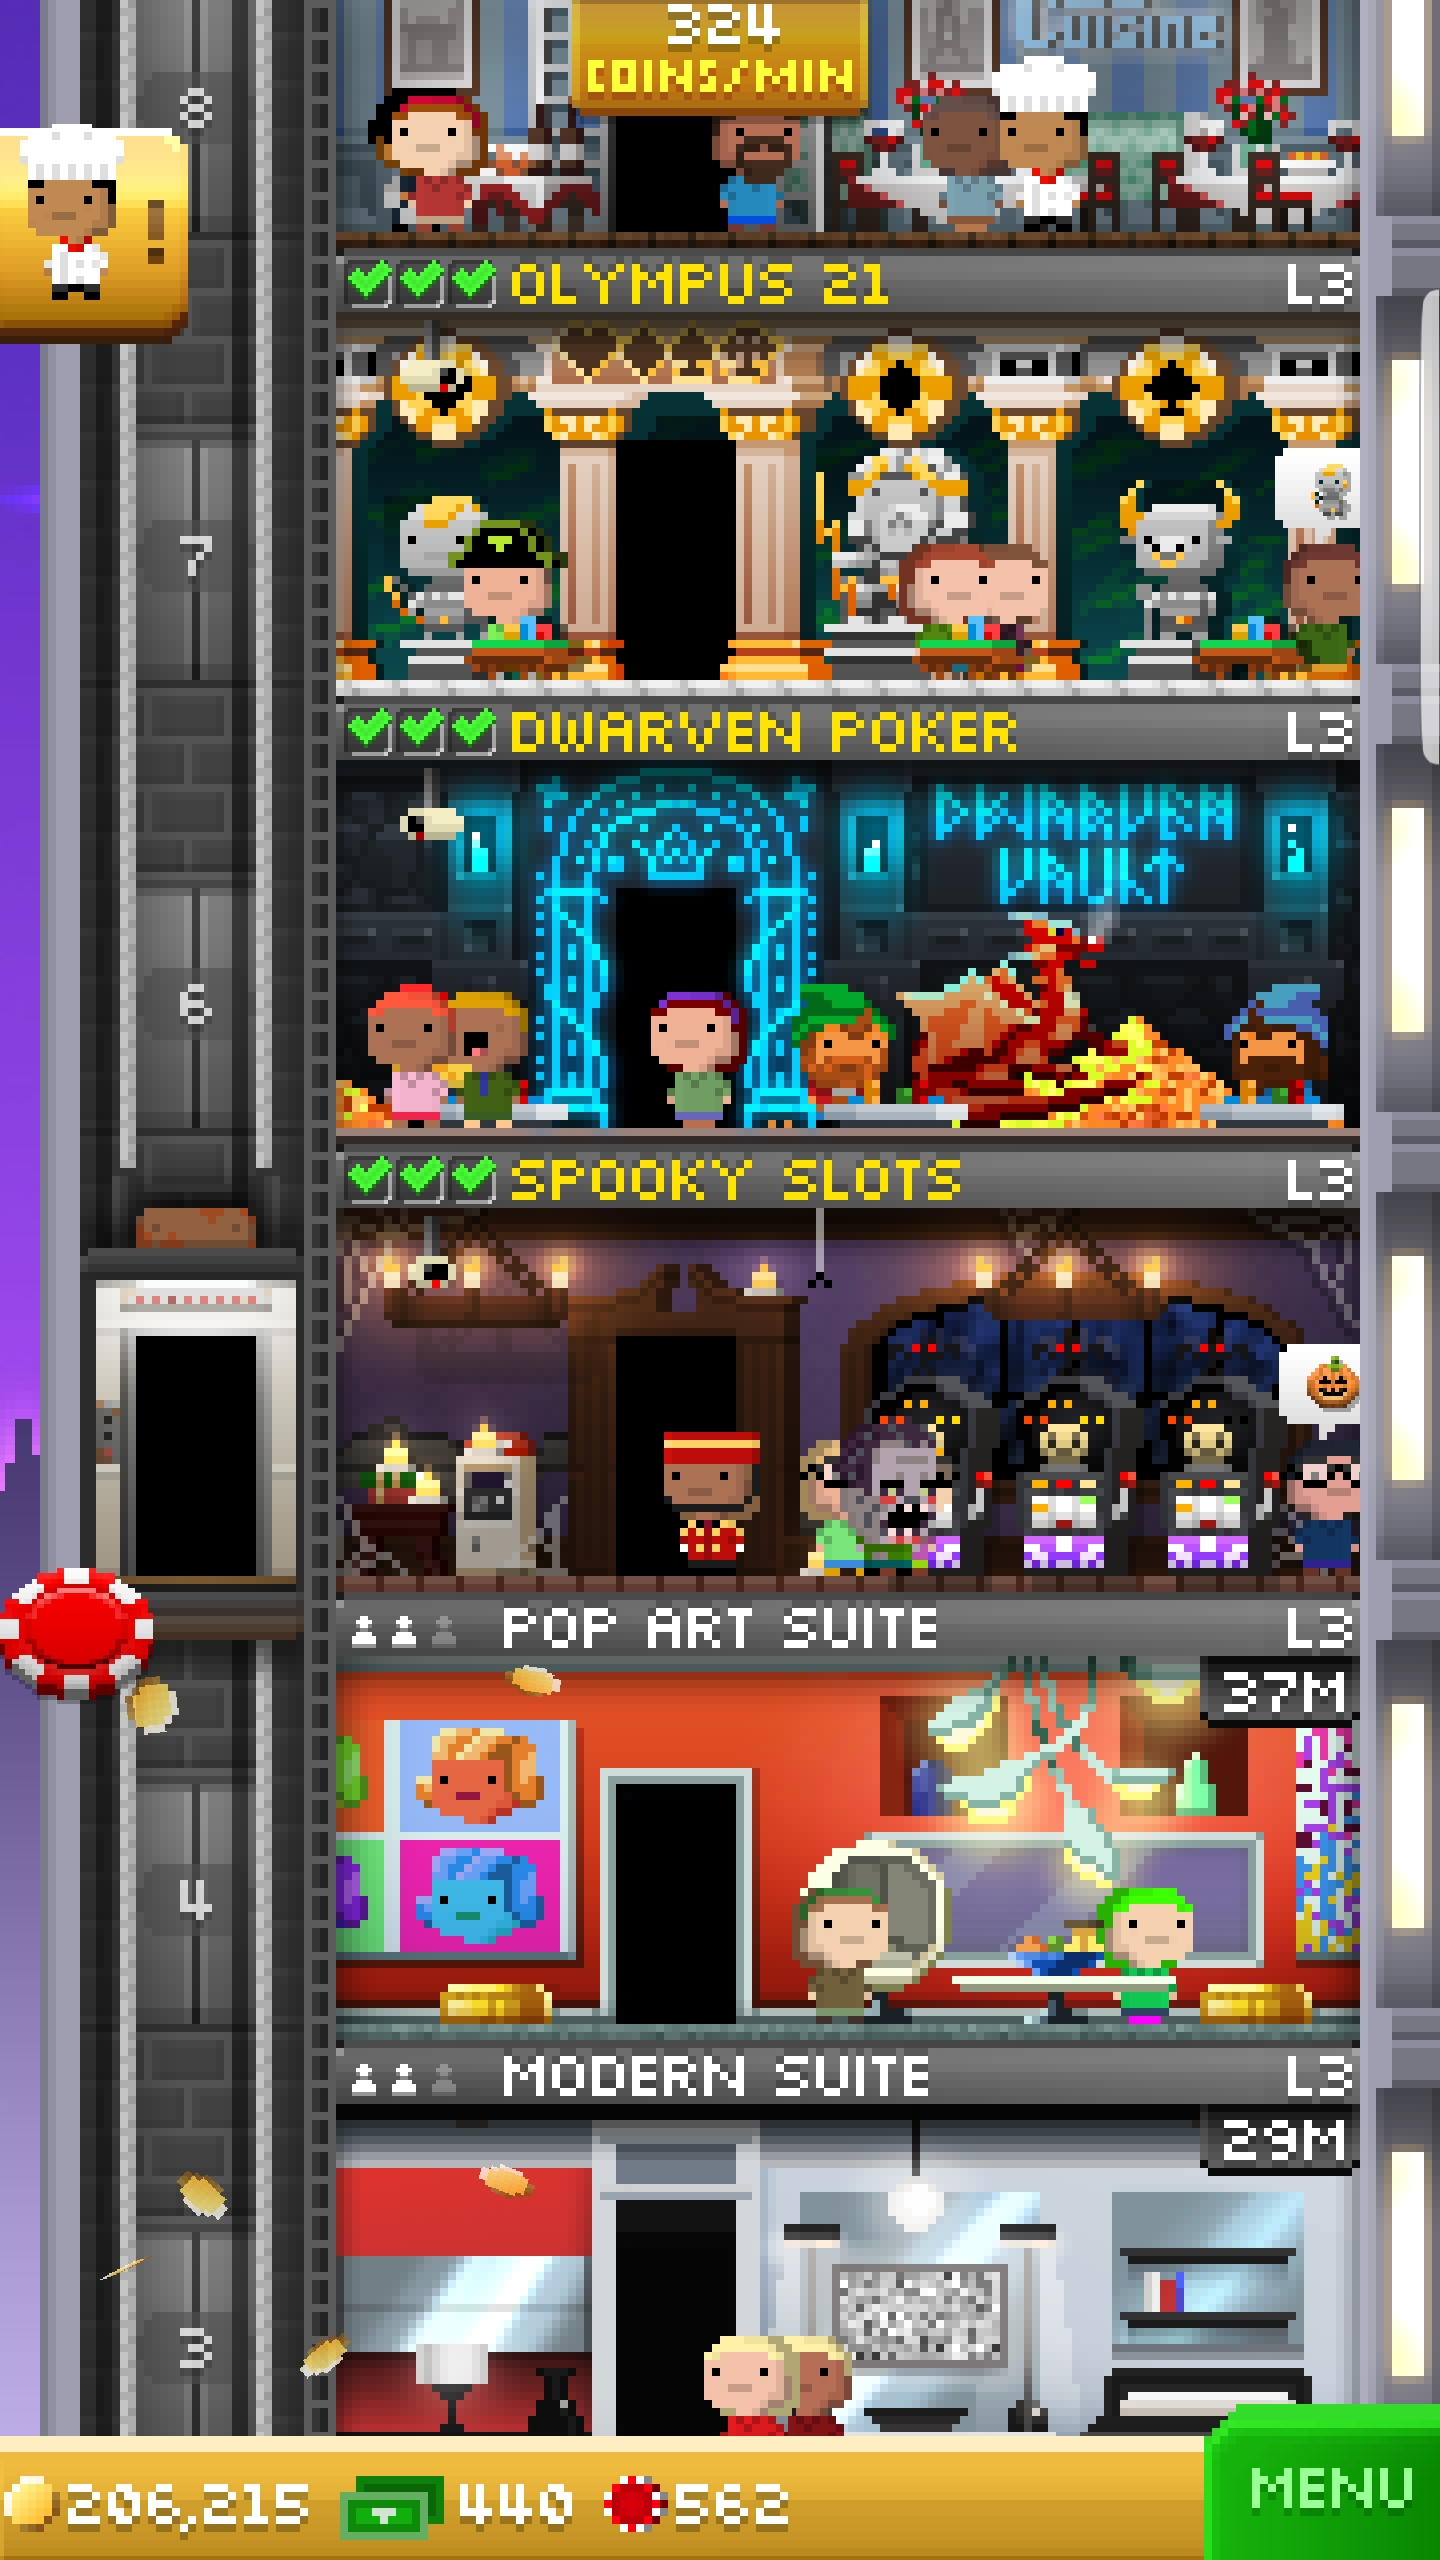 324
COINS/MIN
Cuisine
8
OLYMPUS 21 L3
7
DWARVEN POKER L3
DWARVEN
VAULT
6
SPOOKY SLOTS L3
POP ART SUITE L3
37M
4
MODERN SUITE L3
29M
3
206,215 440 562
MENU